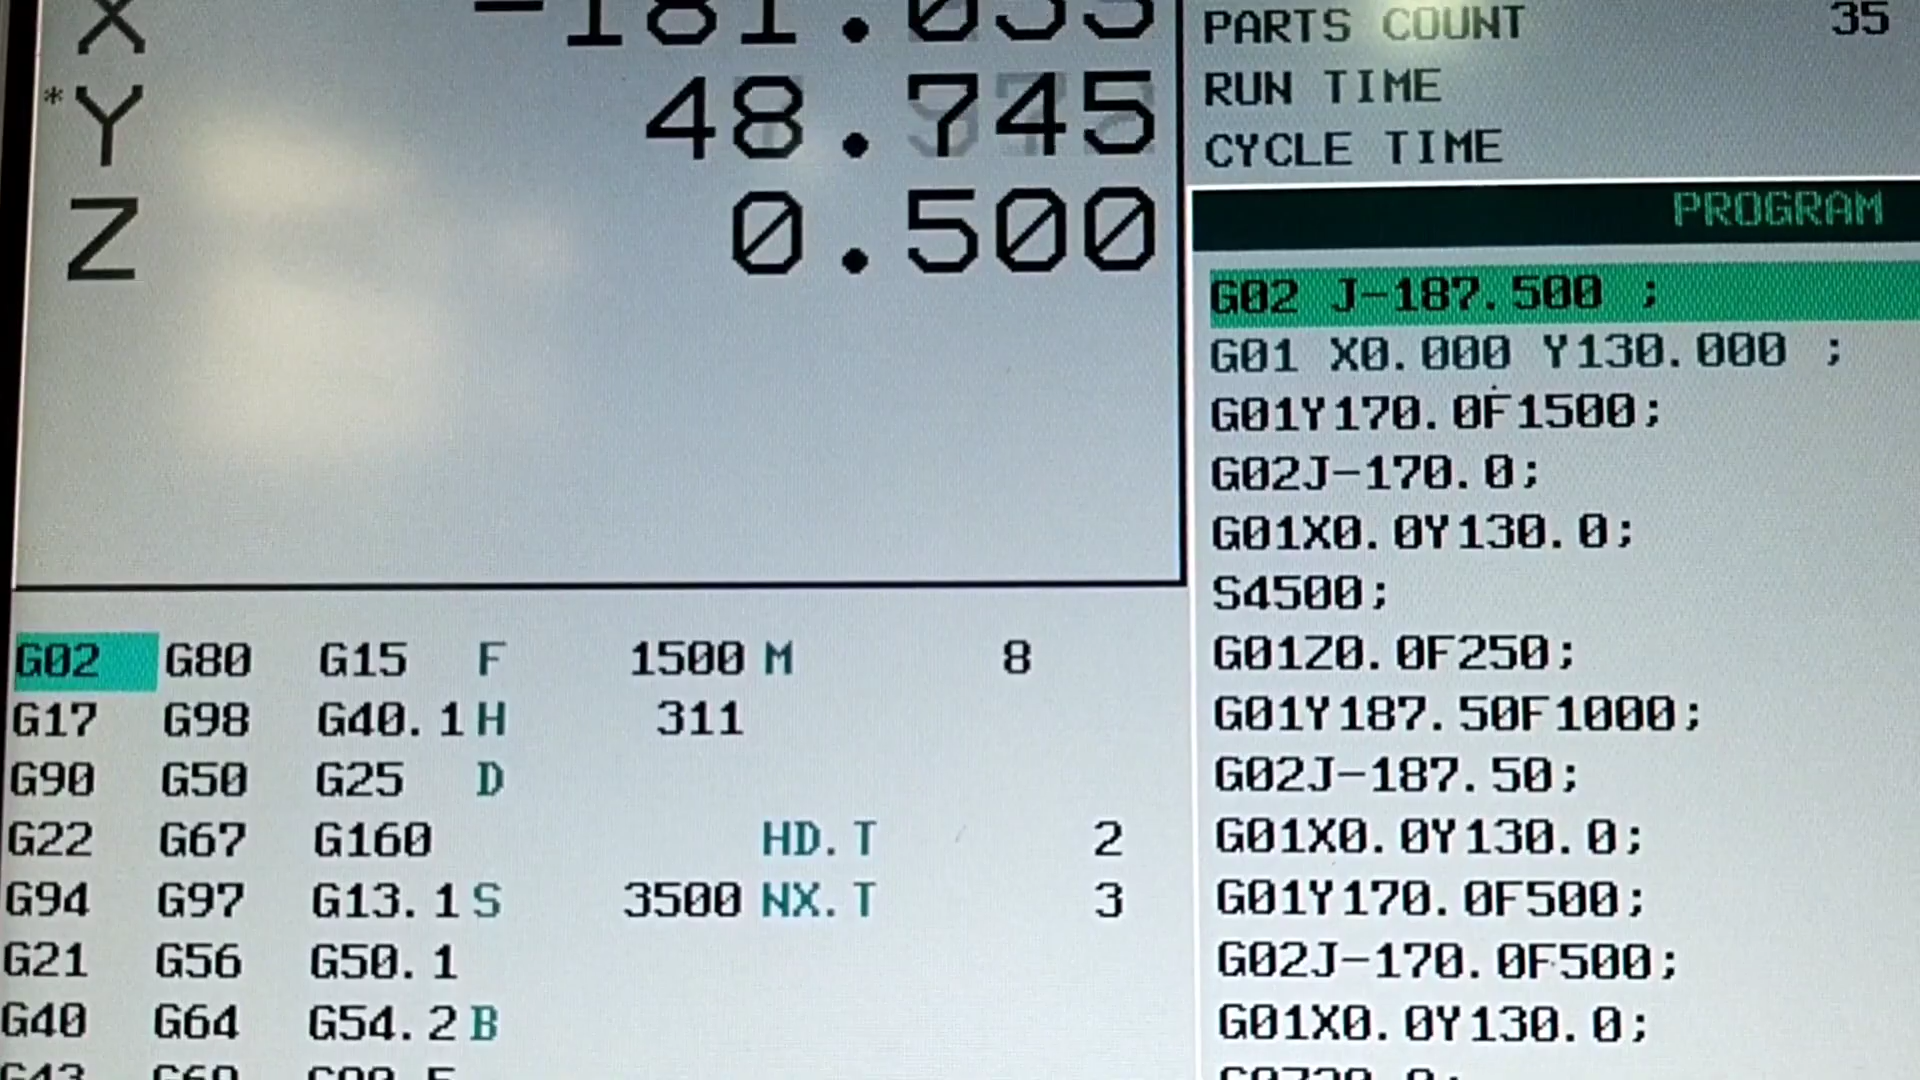 X -181.053
*Y 48.745
Z 0.500
PARTS COUNT 35
RUN TIME
CYCLE TIME
PROGRAM
G02 J-187.500 ;
G01 X0.000 Y130.000 ;
G01Y170.0F1500;
G02J-170.0;
G01X0.0Y130.0;
S4500;
G01Z0.0F250;
G01Y187.50F1000;
G02J-187.50;
G01X0.0Y130.0;
G01Y170.0F500;
G02J-170.0F500;
G01X0.0Y130.0;
G02 G80 G15 F 1500 M 8
G17 G98 G40.1 H 311
G90 G50 G25 D
G22 G67 G160 HD.T 2
G94 G97 G13.1 S 3500 NX.T 3
G21 G56 G50.1
G40 G64 G54.2 B